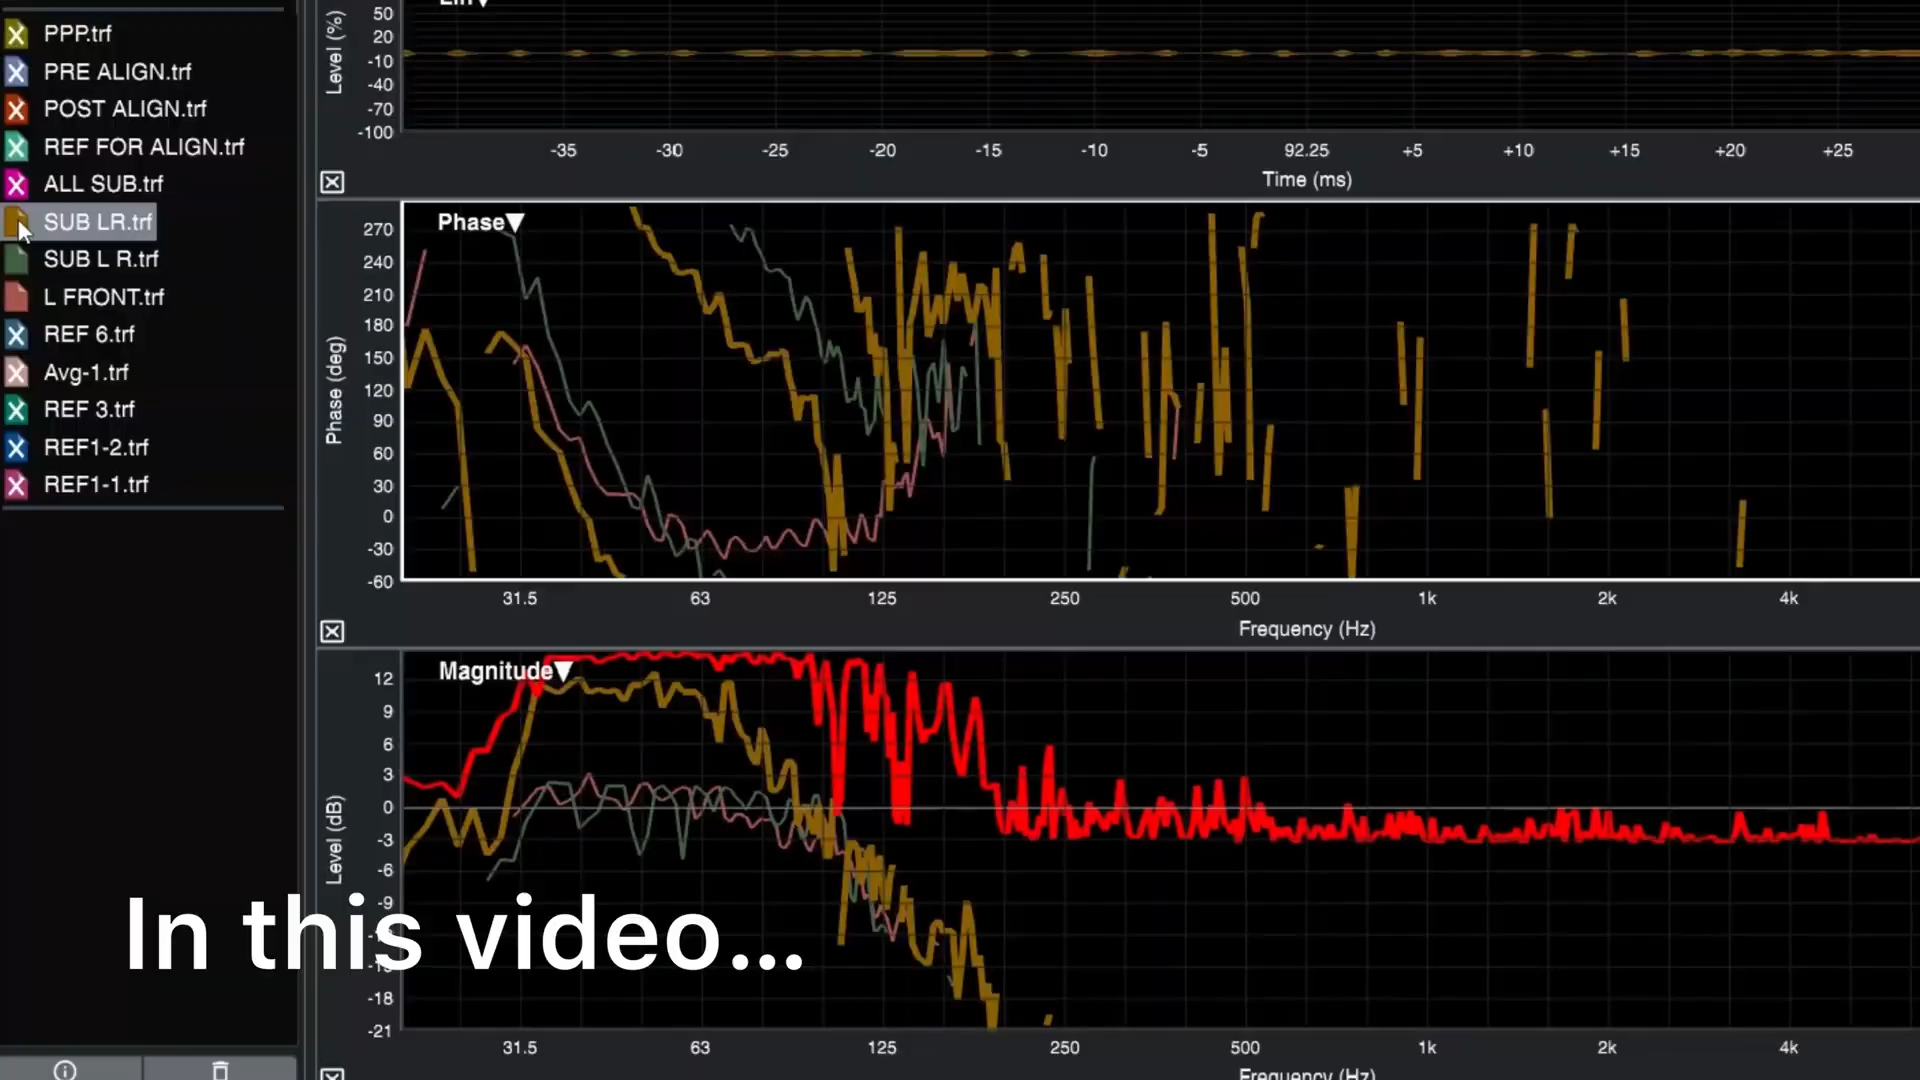 PPP.trf
PRE ALIGN.trf
POST ALIGN.trf
REF FOR ALIGN.trf
ALL SUB.trf
SUB LR.trf
SUB L R.trf
L FRONT.trf
REF 6.trf
Avg-1.trf
REF 3.trf
REF1-2.trf
REF1-1.trf
Level (%)
50
20
-10
-40
-70
-100
-35 -30 -25 -20 -15 -10 -5 92.25 +5 +10 +15 +20 +25
Time (ms)
Phase
Phase (deg)
270
240
210
180
150
120
90
60
30
0
-30
-60
31.5 63 125 250 500 1k 2k 4k
Frequency (Hz)
Magnitude
Level (dB)
12
9
6
3
0
-3
-6
-9
-18
-21
31.5 63 125 250 500 1k 2k 4k
Frequency (Hz)
In this video...